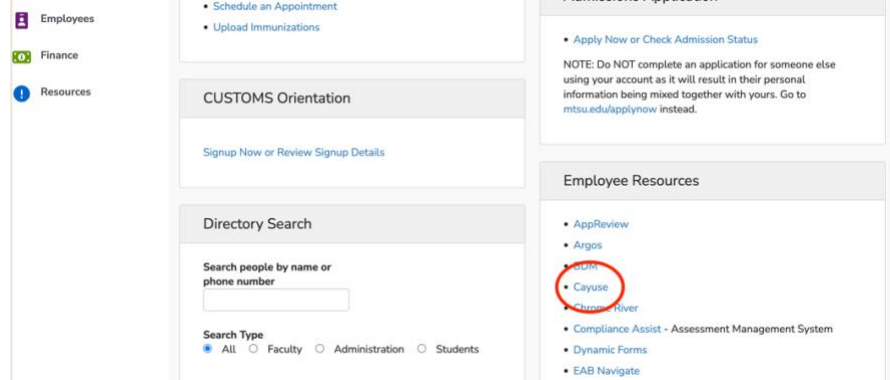 Employees
Finance
Resources
Schedule an Appointment
Upload Immunizations
CUSTOMS Orientation
Signup Now or Review Signup Details
Directory Search
Search people by name or
phone number
Search Type
All Faculty Administration Students
Admissions Application
Apply Now or Check Admission Status
NOTE: Do NOT complete an application for someone else
using your account as it will result in their personal
information being mixed together with yours. Go to
mtsu.edu/applynow instead.
Employee Resources
AppReview
Argos
BDM
Cayuse
Chrome River
Compliance Assist - Assessment Management System
Dynamic Forms
EAB Navigate